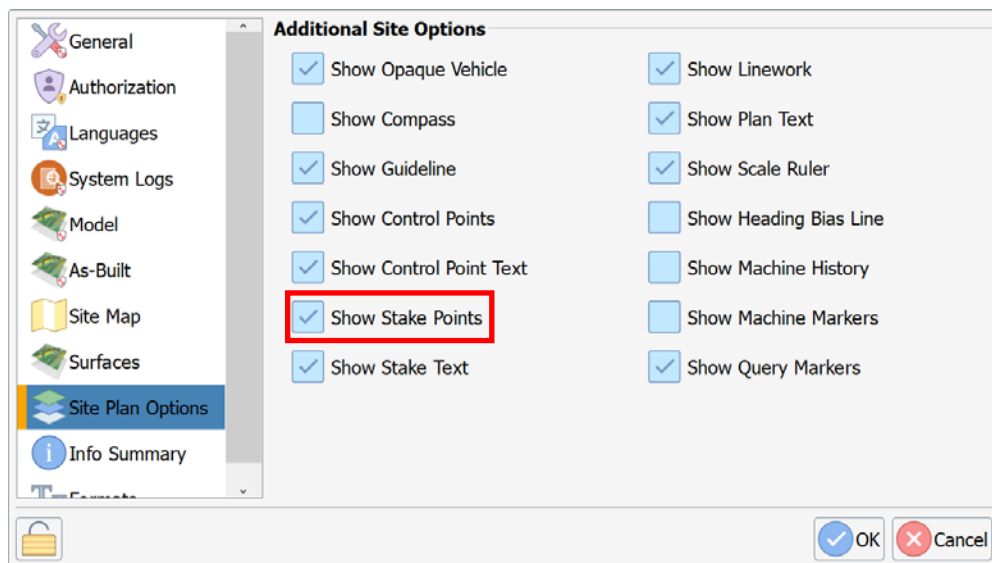 General
Authorization
Languages
System Logs
Model
As-Built
Site Map
Surfaces
Site Plan Options
Info Summary
Additional Site Options
Show Opaque Vehicle
Show Compass
Show Guideline
Show Control Points
Show Control Point Text
Show Stake Points
Show Stake Text
Show Linework
Show Plan Text
Show Scale Ruler
Show Heading Bias Line
Show Machine History
Show Machine Markers
Show Query Markers
OK
Cancel